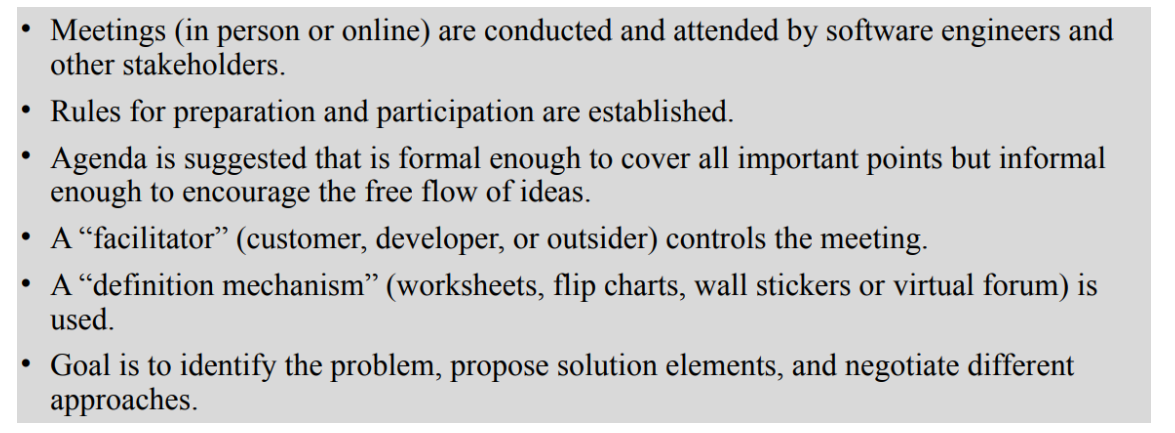 • Meetings (in person or online) are conducted and attended by software engineers and
other stakeholders.
• Rules for preparation and participation are established.
• Agenda is suggested that is formal enough to cover all important points but informal
enough to encourage the free flow of ideas.
• A “facilitator” (customer, developer, or outsider) controls the meeting.
• A “definition mechanism” (worksheets, flip charts, wall stickers or virtual forum) is
used.
• Goal is to identify the problem, propose solution elements, and negotiate different
approaches.